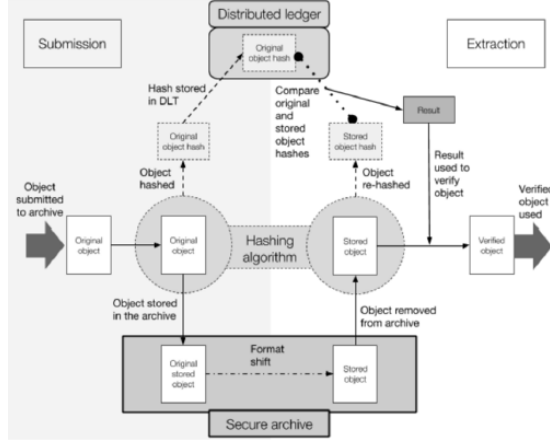 Distributed ledger
Submission
Original
object hash
Extraction
Hash stored
in DLT
Compare
original
and
stored
object
hashes
Result
Original
object hash
Stored
object hash
Object
hashed
Object
re-hashed
Result
used to
verify
object
Object
submitted
to archive
Verified
object
used
Original
object
Original
object
Hashing
algorithm
Stored
object
Verified
object
Object stored
in the archive
Object removed
from archive
Original
stored
object
Format
shift
Stored
object
Secure archive